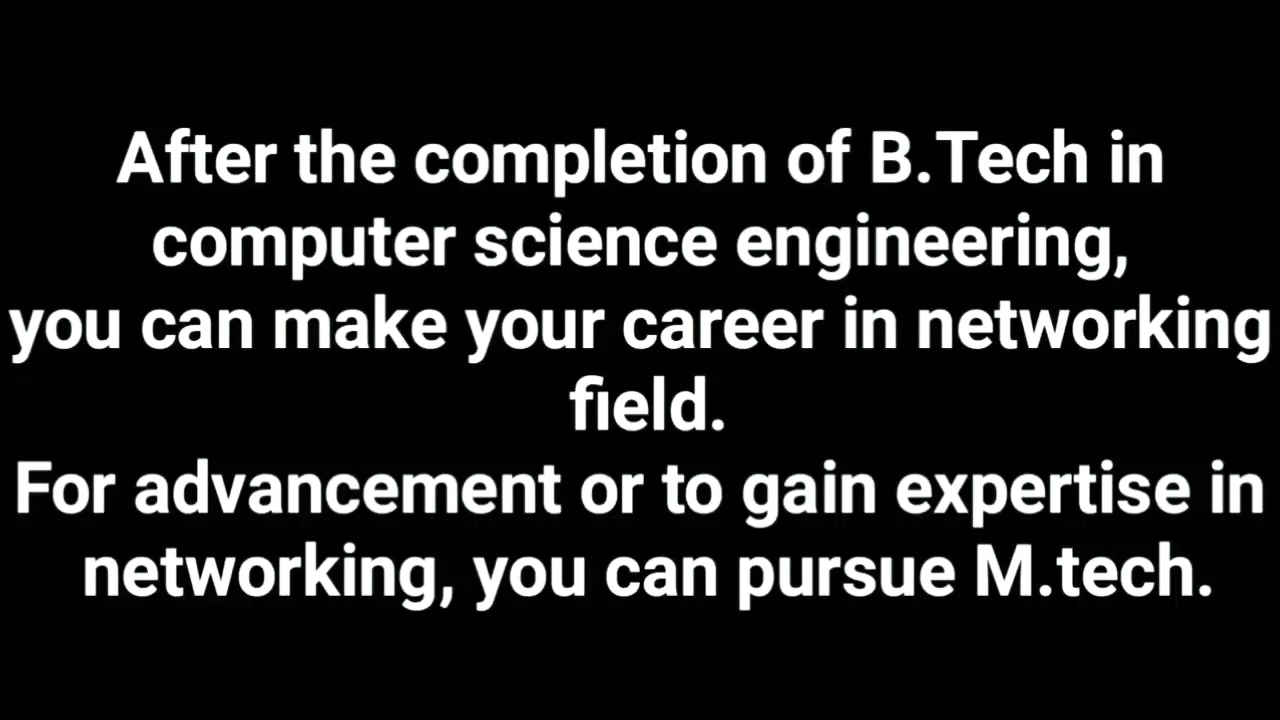 After the completion of B.Tech in
computer science engineering,
you can make your career in networking
field.
For advancement or to gain expertise in
networking, you can pursue M.tech.